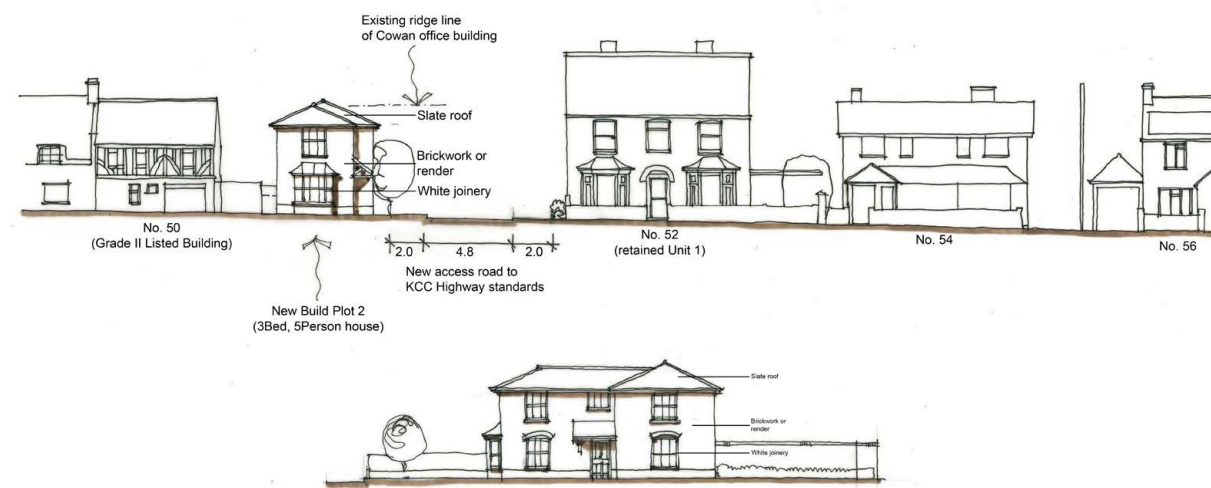 Existing ridge line
of Cowan office building
Slate roof
Brickwork or
render
White joinery
No. 50
(Grade II Listed Building)
No. 52
(retained Unit 1)
No. 54
No. 56
2.0
4.8
2.0
New access road to
KCC Highway standards
New Build Plot 2
(3Bed, 5Person house)
Slate roof
Brickwork or
render
White joinery